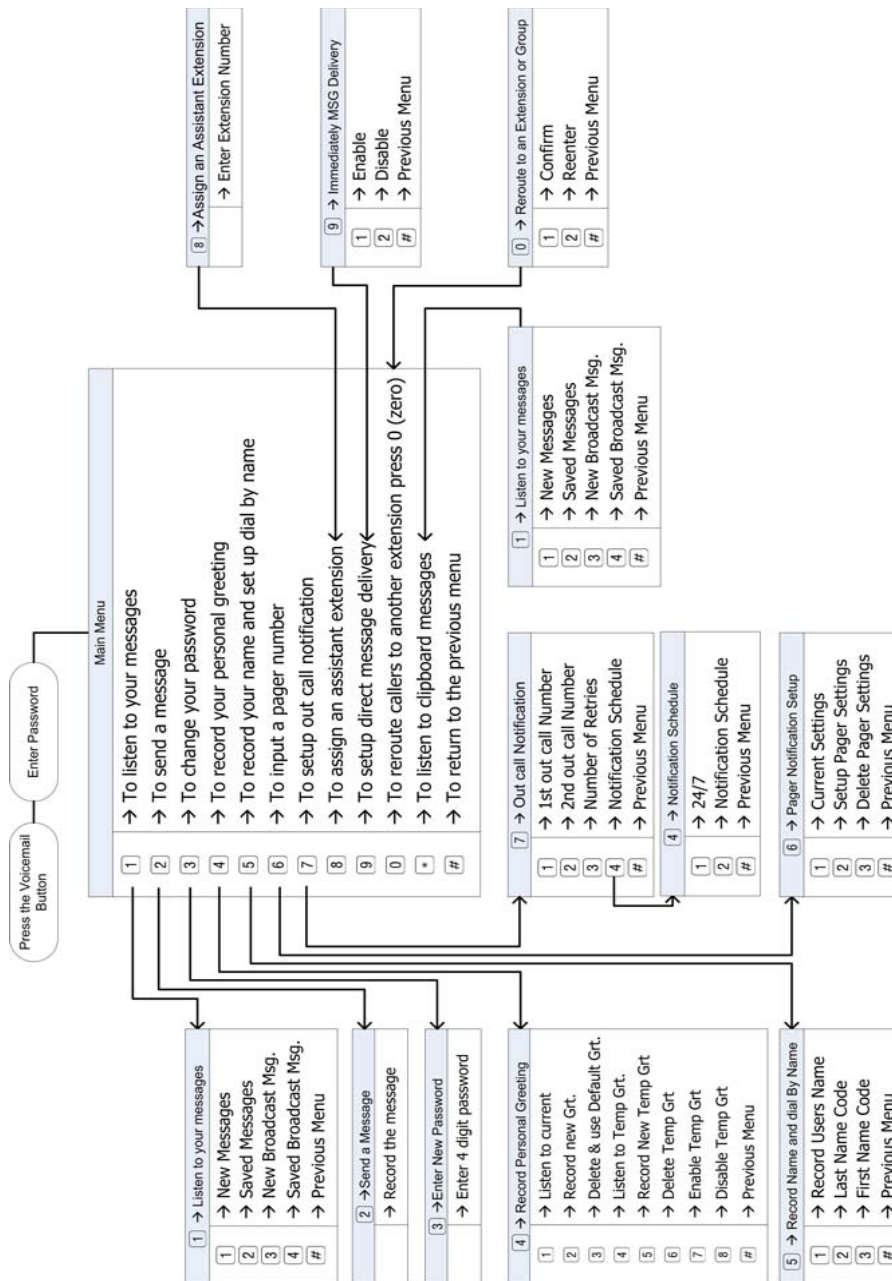 Press the Voicemail
Button
Enter Password
Main Menu
1 → To listen to your messages
2 → To send a message
3 → To change your password
4 → To record your personal greeting
5 → To record your name and set up dial by name
6 → To input a pager number
7 → To setup out call notification
8 → To assign an assistant extension
9 → To setup direct message delivery
0 → To reroute callers to another extension press 0 (zero)
* → To listen to clipboard messages
# → To return to the previous menu
1 → Listen to your messages
1 → New Messages
2 → Saved Messages
3 → New Broadcast Msg.
4 → Saved Broadcast Msg.
# → Previous Menu
2 →Send a Message
→ Record the message
3 →Enter New Password
→ Enter 4 digit password
4 → Record Personal Greeting
1 → Listen to current
2 → Record new Grt.
3 → Delete & use Default Grt.
4 → Listen to Temp Grt.
5 → Record New Temp Grt
6 → Delete Temp Grt
7 → Enable Temp Grt
8 → Disable Temp Grt
# → Previous Menu
5 → Record Name and dial By Name
1 → Record Users Name
2 → Last Name Code
3 → First Name Code
# → Previous Menu
7 → Out call Notification
1 → 1st out call Number
2 → 2nd out call Number
3 → Number of Retries
4 → Notification Schedule
# → Previous Menu
4 → Notification Schedule
1 → 24/7
2 → Notification Schedule
# → Previous Menu
6 → Pager Notification Setup
1 → Current Settings
2 → Setup Pager Settings
3 → Delete Pager Settings
# → Previous Menu
1 → Listen to your messages
1 → New Messages
2 → Saved Messages
3 → New Broadcast Msg.
4 → Saved Broadcast Msg.
# → Previous Menu
8 →Assign an Assistant Extension
→ Enter Extension Number
9 → Immediately MSG Delivery
1 → Enable
2 → Disable
# → Previous Menu
0 → Reroute to an Extension or Group
1 → Confirm
2 → Reenter
# → Previous Menu